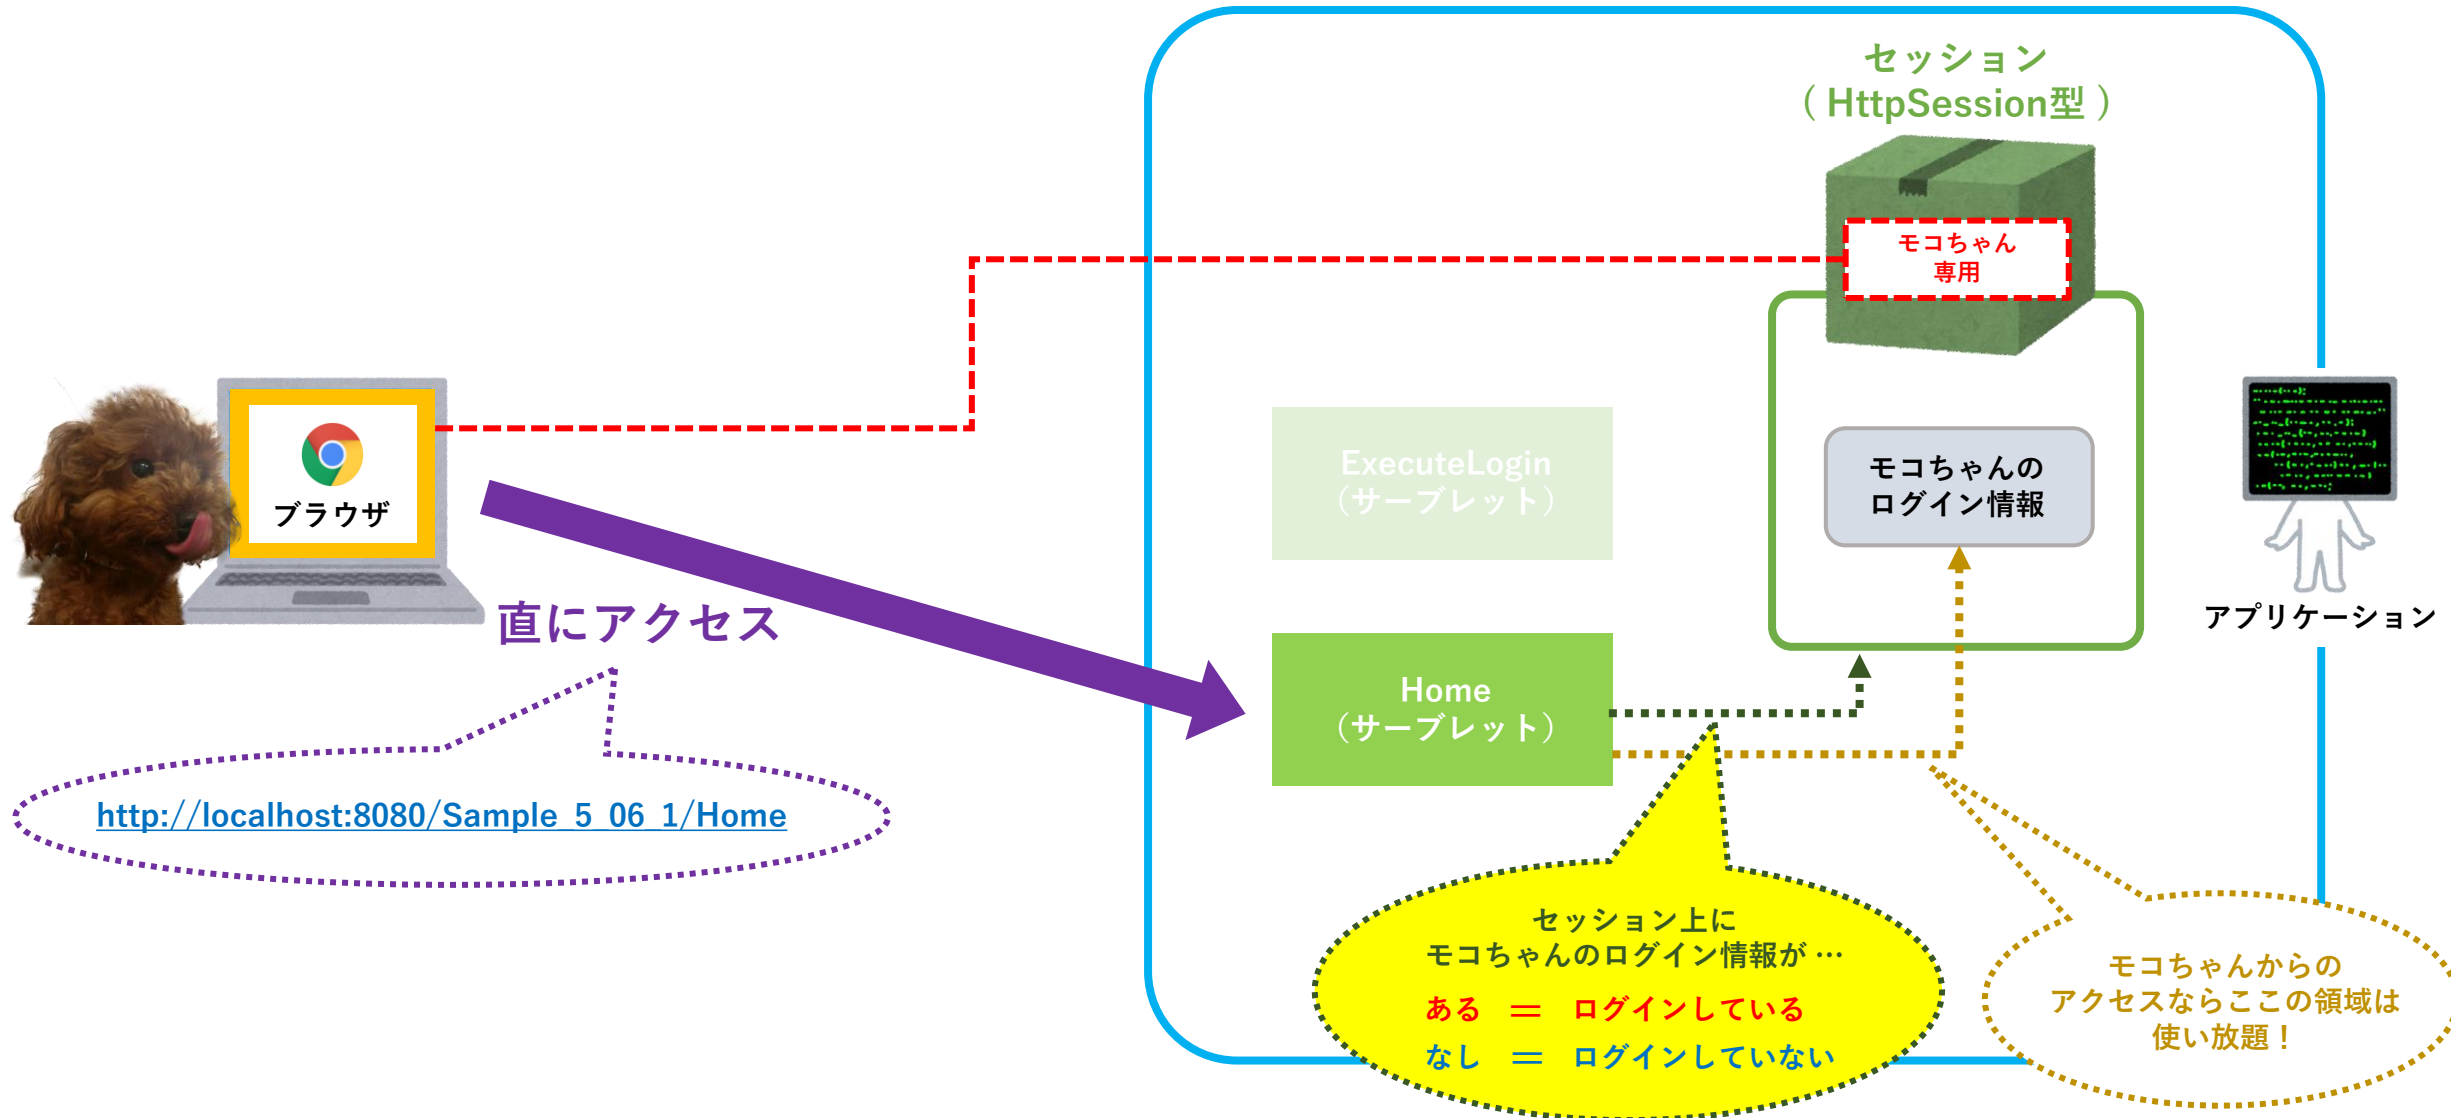 セッション
（ HttpSession型 ）
モコちゃん
専用
ExecuteLogin
（サーブレット）
モコちゃんの
ログイン情報
ブラウザ
アプリケーション
直にアクセス
Home
（サーブレット）
http://localhost:8080/Sample_5_06_1/Home
セッション上に
モコちゃんのログイン情報が …
ある ＝ ログインしている
なし ＝ ログインしていない
モコちゃんからの
アクセスならここの領域は
使い放題！